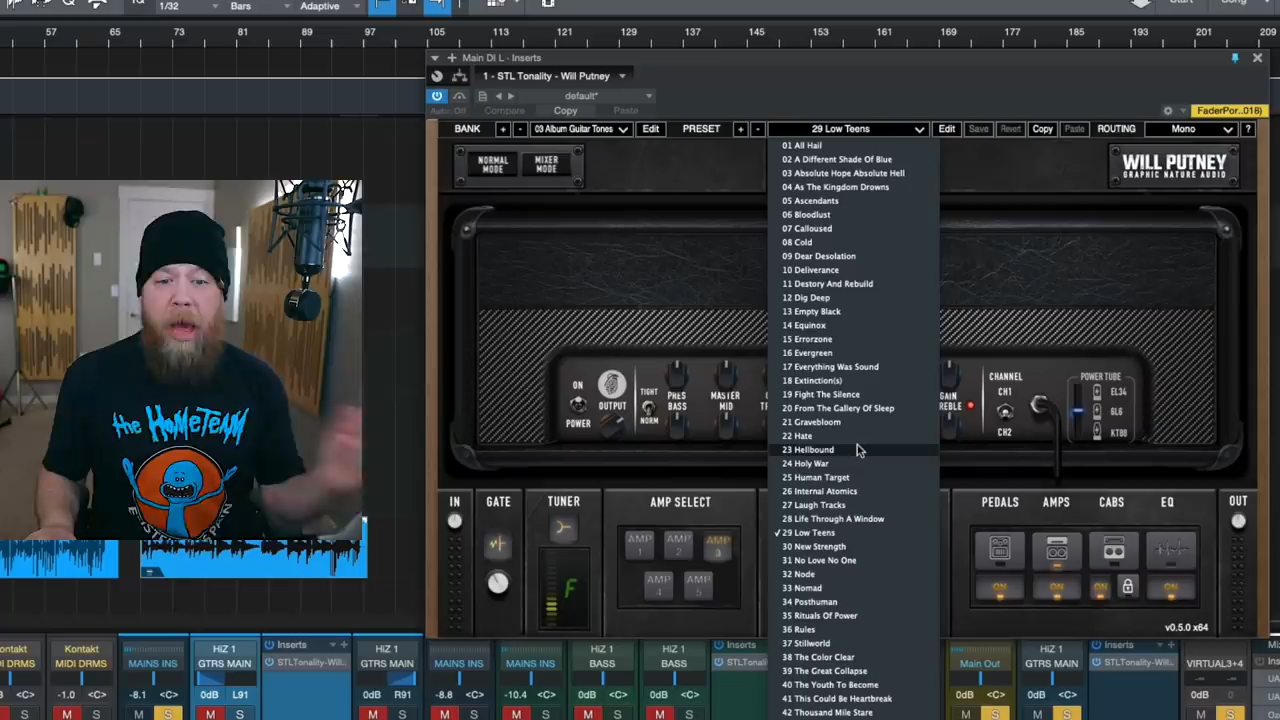 1/32 Bars Adaptive Start Song
57 65 73 81 89 97 105 113 121 129 137 145 153 161 169 177 185 193 201 209
Main DI L - Inserts
1 - STL Tonality - Will Putney
default*
Auto: Off Compare Copy Paste FaderPor...018)
BANK + - 03 Album Guitar Tones Edit PRESET + - 29 Low Teens Edit Save Revert Copy Paste ROUTING Mono ?
NORMAL MODE
MIXER MODE
WILL PUTNEY
GRAPHIC NATURE AUDIO
01 All Hail
02 A Different Shade Of Blue
03 Absolute Hope Absolute Hell
04 As The Kingdom Drowns
05 Ascendants
06 Bloodlust
07 Calloused
08 Cold
09 Dear Desolation
10 Deliverance
11 Destory And Rebuild
12 Dig Deep
13 Empty Black
14 Equinox
15 Errorzone
16 Evergreen
17 Everything Was Sound
18 Extinction(s)
19 Fight The Silence
20 From The Gallery Of Sleep
21 Gravebloom
22 Hate
23 Hellbound
24 Holy War
25 Human Target
26 Internal Atomics
27 Laugh Tracks
28 Life Through A Window
29 Low Teens
30 New Strength
31 No Love No One
32 Node
33 Nomad
34 Posthuman
35 Rituals Of Power
36 Rules
37 Stillworld
38 The Color Clear
39 The Great Collapse
40 The Youth To Become
41 This Could Be Heartbreak
42 Thousand Mile Stare
ON
POWER
OUTPUT
TIGHT
NORM
PRES
BASS
MASTER
MID
GAIN
TREBLE
CHANNEL
CH1
CH2
POWER TUBE
EL34
6L6
KT88
the HOMETEAM
IN GATE TUNER AMP SELECT PEDALS AMPS CABS EQ OUT
AMP 1 AMP 2 AMP 3
AMP 4 AMP 5
F
ON ON ON ON
v0.5.0 x64
Kontakt MIDI DRMS -1.0 <C> M S
MAINS INS -8.1 <C> M S
HiZ 1 GTRS MAIN 0dB L91 M S
Inserts STLTonality-Wil...
HiZ 1 GTRS MAIN 0dB R91 M S
MAINS INS -8.8 <C> M S
MAINS INS -10.4 <C> M S
HiZ 1 BASS 0dB <C> M S
HiZ 1 BASS 0dB <C> M S
Inserts
Main Out 0dB <C> M S
Inserts STLTonality-Wil...
VIRTUAL3+4 M S